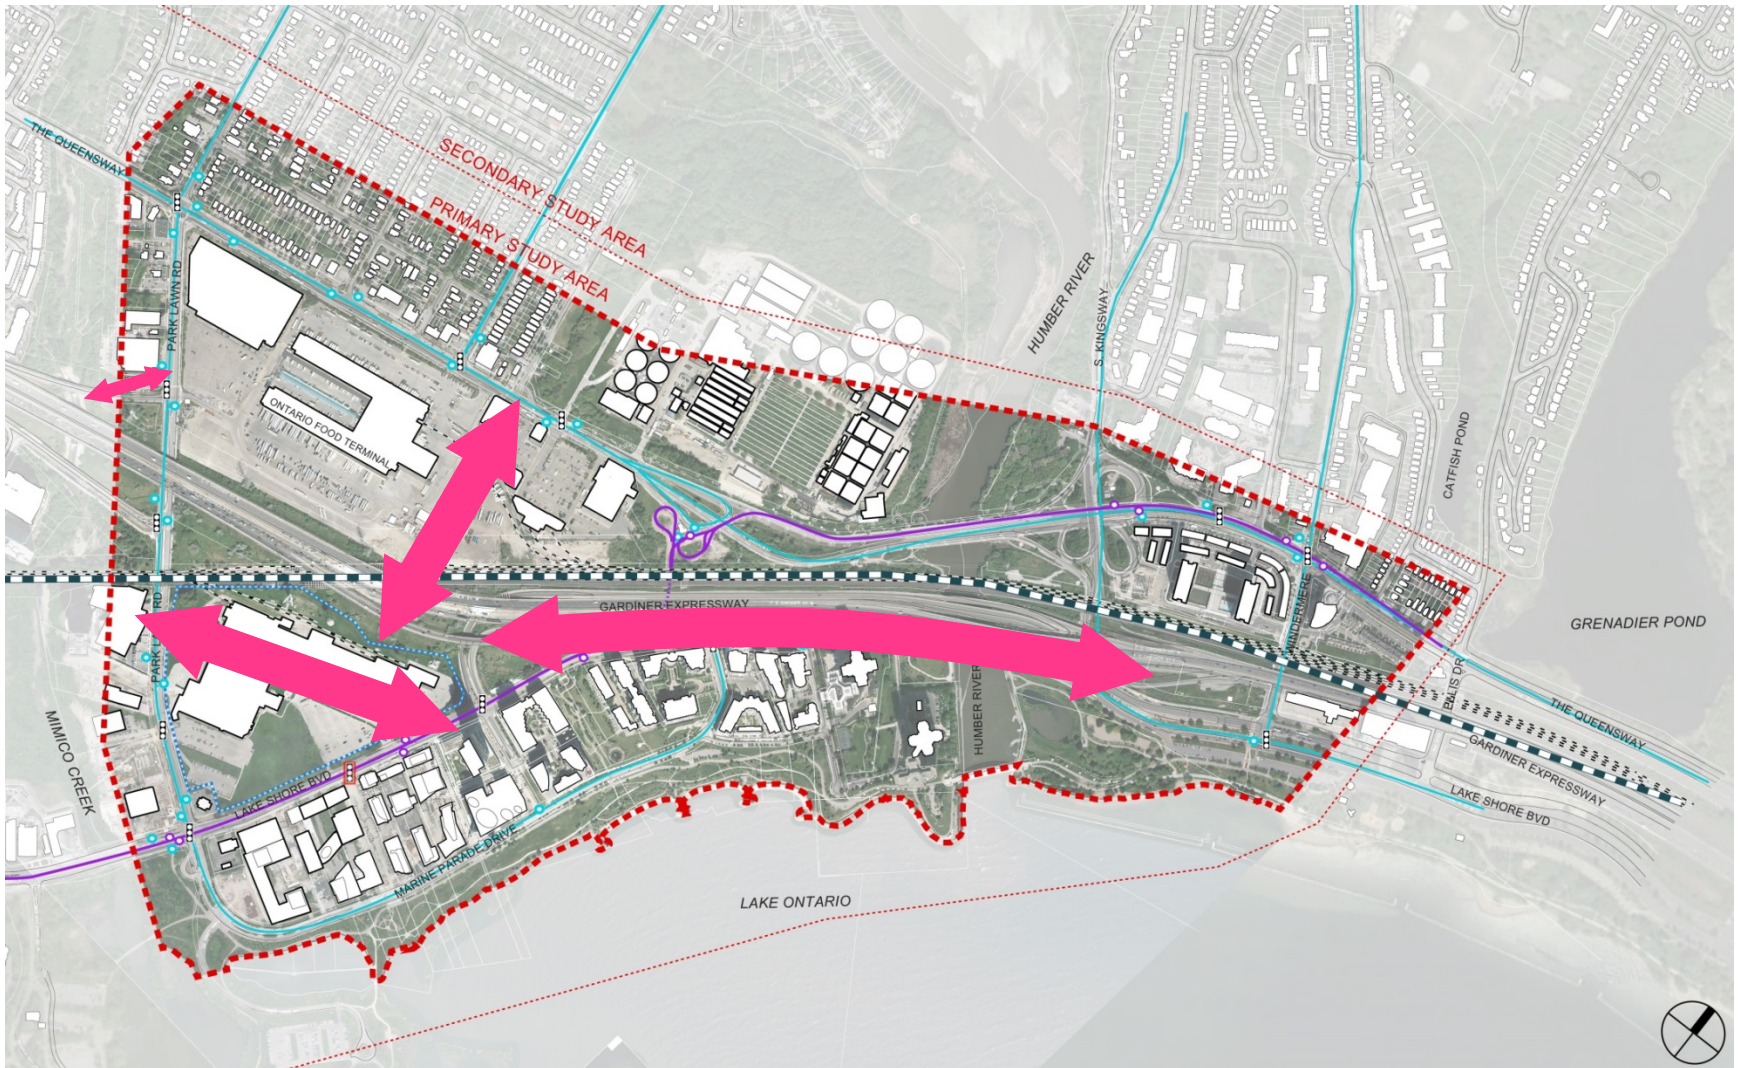 THE QUEENSWAY
SECONDARY STUDY AREA
PRIMARY STUDY AREA
PARK LAWN RD
HUMBER RIVER
S. KINGSWAY
ONTARIO FOOD TERMINAL
CATFISH POND
GARDINER EXPRESSWAY
WINDERMERE
GRENADIER POND
RD
PARK
ELLIS DR
HUMBER RIVER
THE QUEENSWAY
MIMICO CREEK
GARDINER EXPRESSWAY
LAKE SHORE BVD
LAKE SHORE BVD
MARINE PARADE DRIVE
LAKE ONTARIO